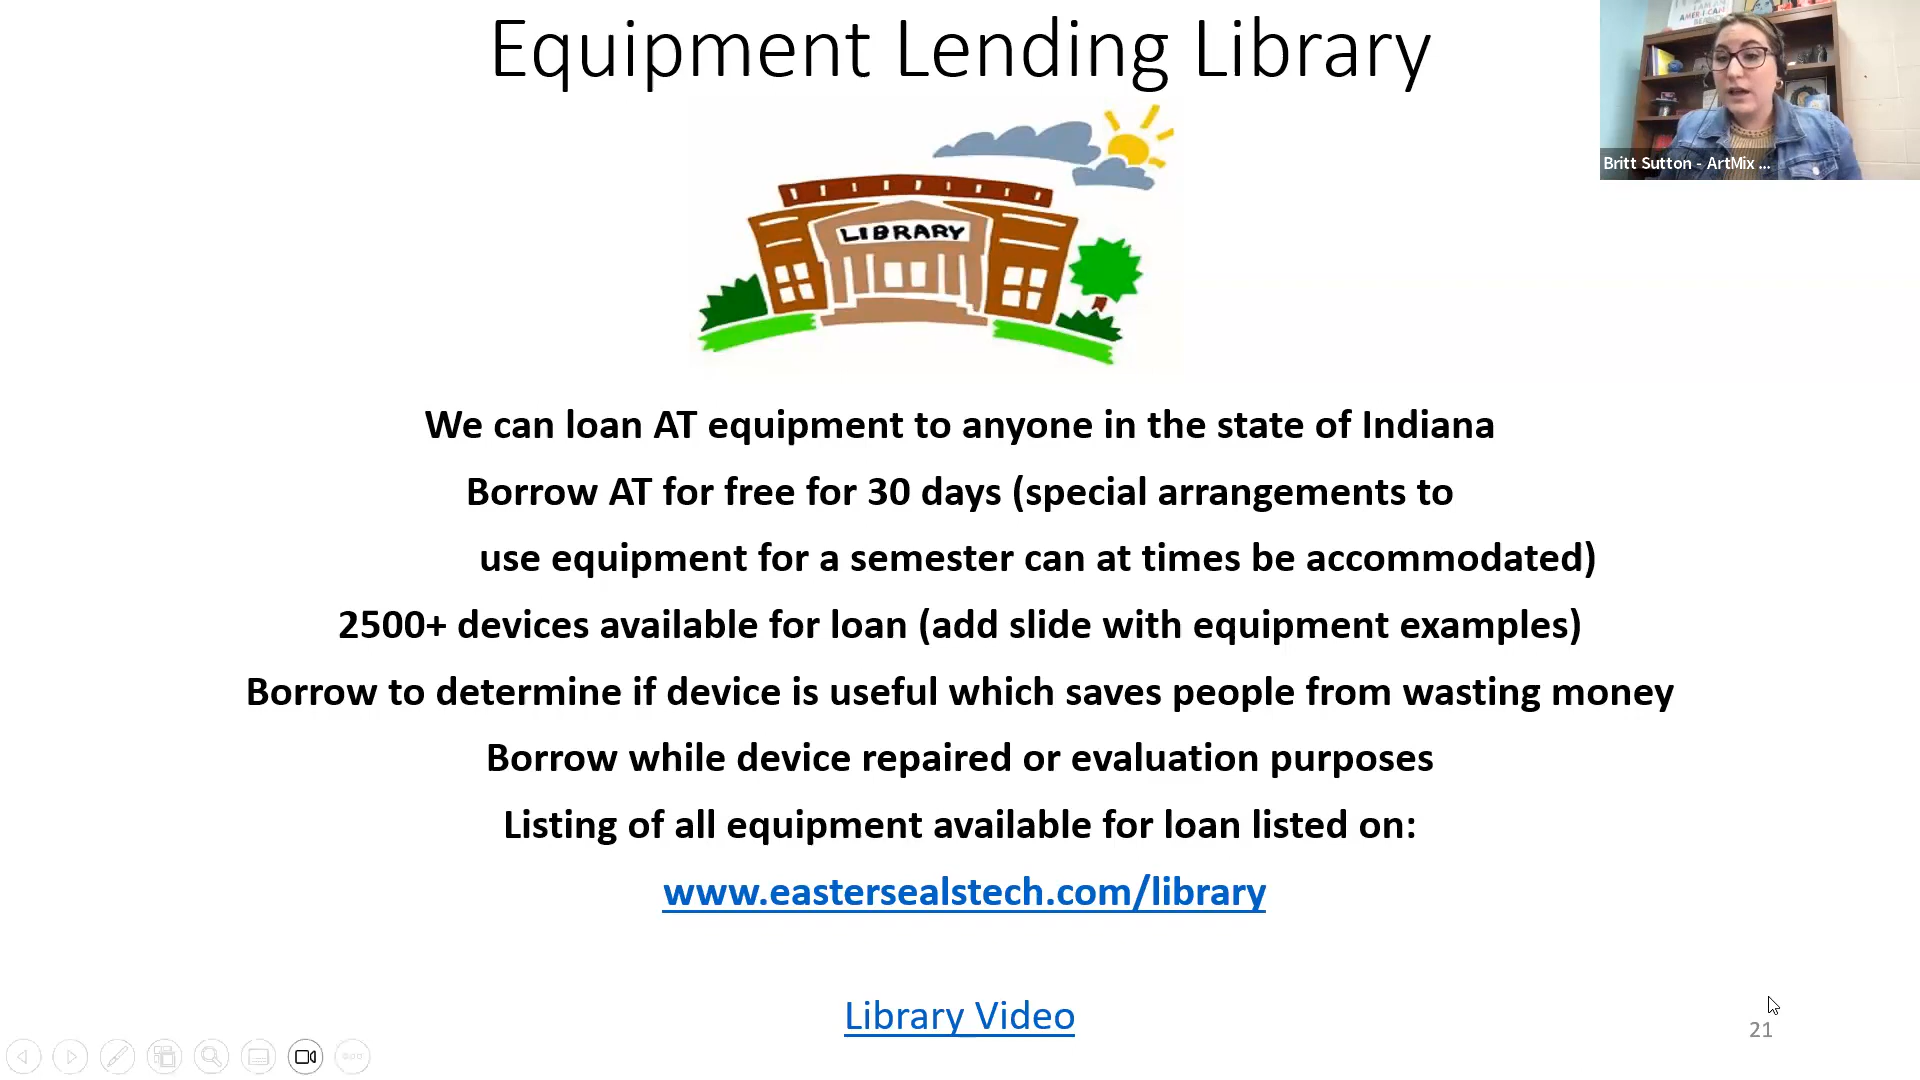 Equipment Lending Library
AMERICAN
Britt Sutton - ArtMix ...
LIBRARY
We can loan AT equipment to anyone in the state of Indiana
Borrow AT for free for 30 days (special arrangements to
use equipment for a semester can at times be accommodated)
2500+ devices available for loan (add slide with equipment examples)
Borrow to determine if device is useful which saves people from wasting money
Borrow while device repaired or evaluation purposes
Listing of all equipment available for loan listed on:
www.eastersealstech.com/library
Library Video
21